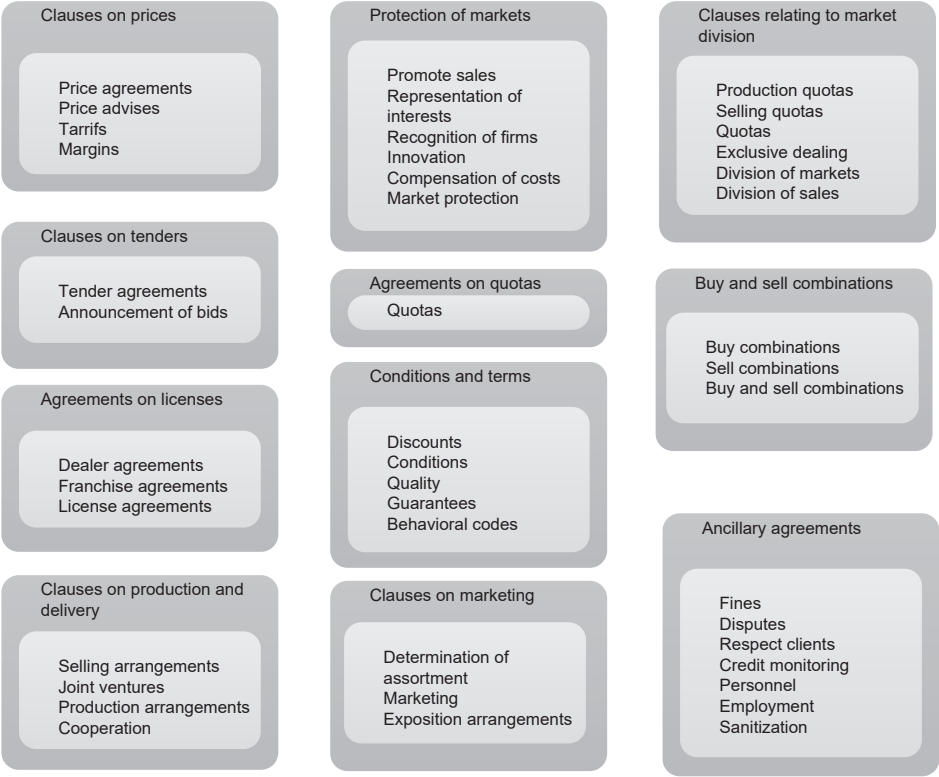 Clauses on prices
Price agreements
Price advises
Tarrifs
Margins
Clauses on tenders
Tender agreements
Announcement of bids
Agreements on licenses
Dealer agreements
Franchise agreements
License agreements
Clauses on production and
delivery
Selling arrangements
Joint ventures
Production arrangements
Cooperation
Protection of markets
Promote sales
Representation of
interests
Recognition of firms
Innovation
Compensation of costs
Market protection
Agreements on quotas
Quotas
Conditions and terms
Discounts
Conditions
Quality
Guarantees
Behavioral codes
Clauses on marketing
Determination of
assortment
Marketing
Exposition arrangements
Clauses relating to market
division
Production quotas
Selling quotas
Quotas
Exclusive dealing
Division of markets
Division of sales
Buy and sell combinations
Buy combinations
Sell combinations
Buy and sell combinations
Ancillary agreements
Fines
Disputes
Respect clients
Credit monitoring
Personnel
Employment
Sanitization